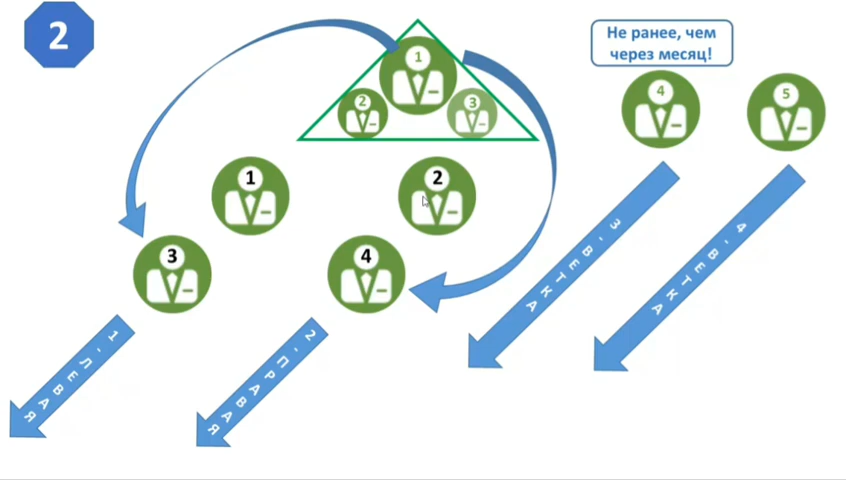 2
1
2
3
Не ранее, чем
через месяц!
4
5
1
2
3
4
1-ЛЕВАЯ
2-ПРАВАЯ
3-ВЕТКА
4-ВЕТКА